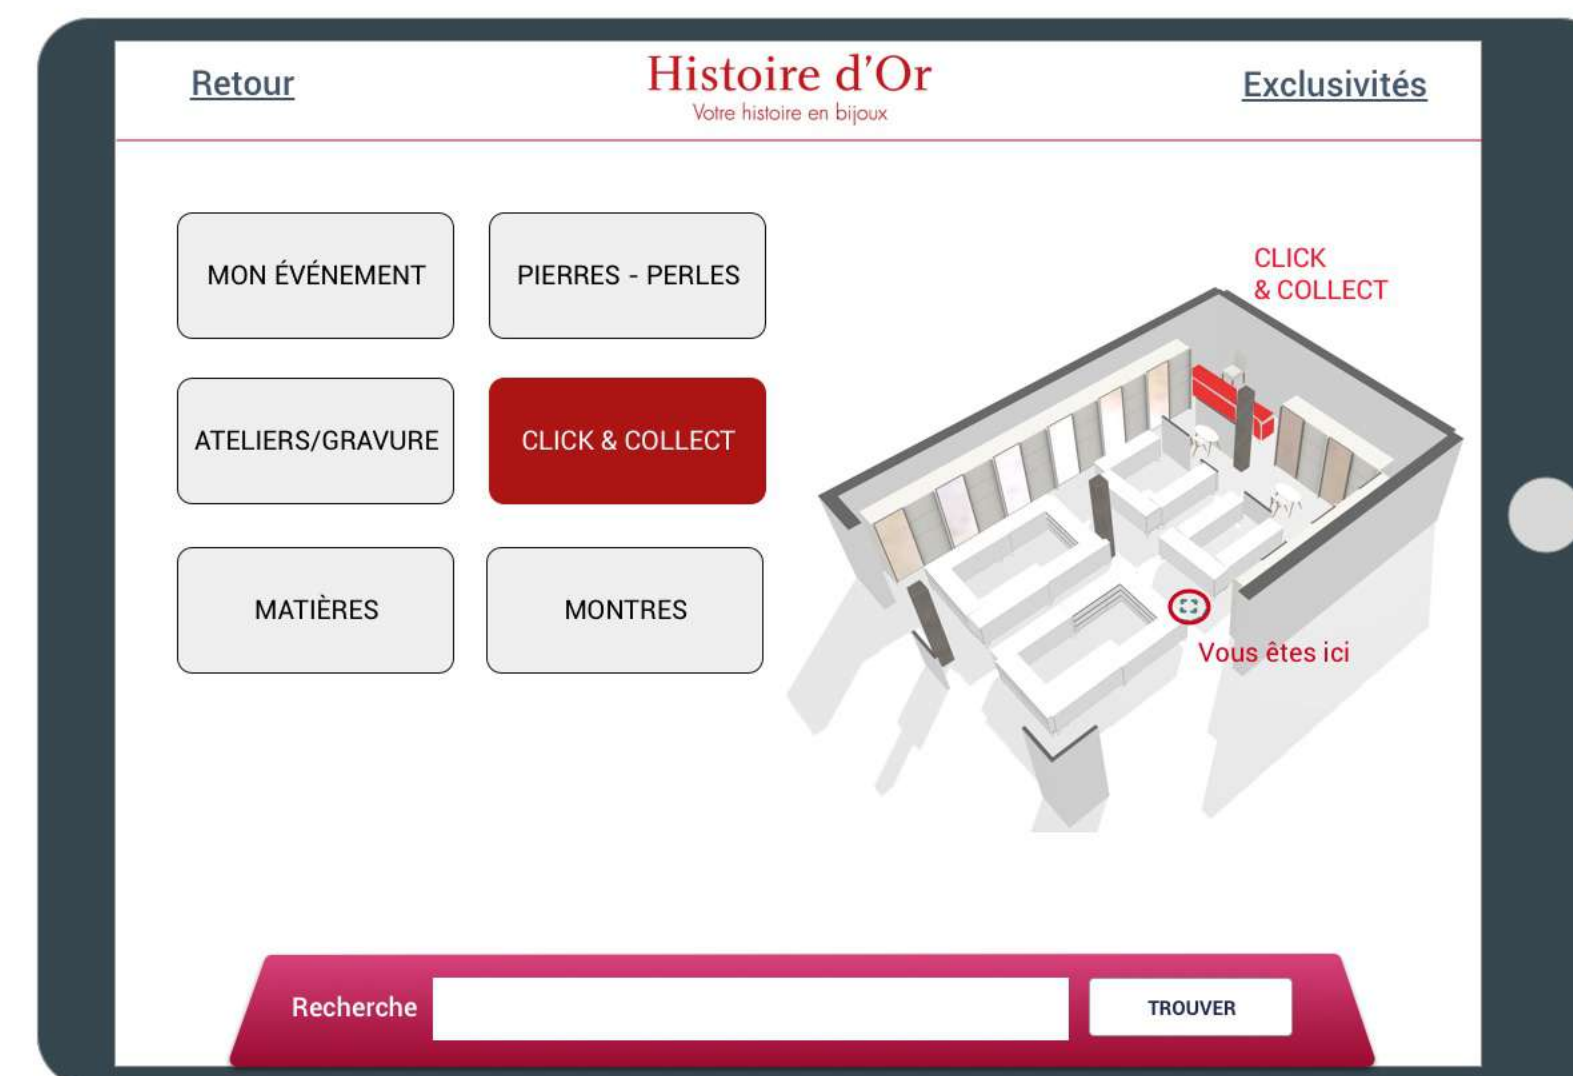 Retour
Histoire d'Or
Votre histoire en bijoux
Exclusivités
MON ÉVÉNEMENT
PIERRES - PERLES
ATELIERS/GRAVURE
CLICK & COLLECT
MATIÈRES
MONTRES
CLICK
& COLLECT
Vous êtes ici
Recherche
TROUVER